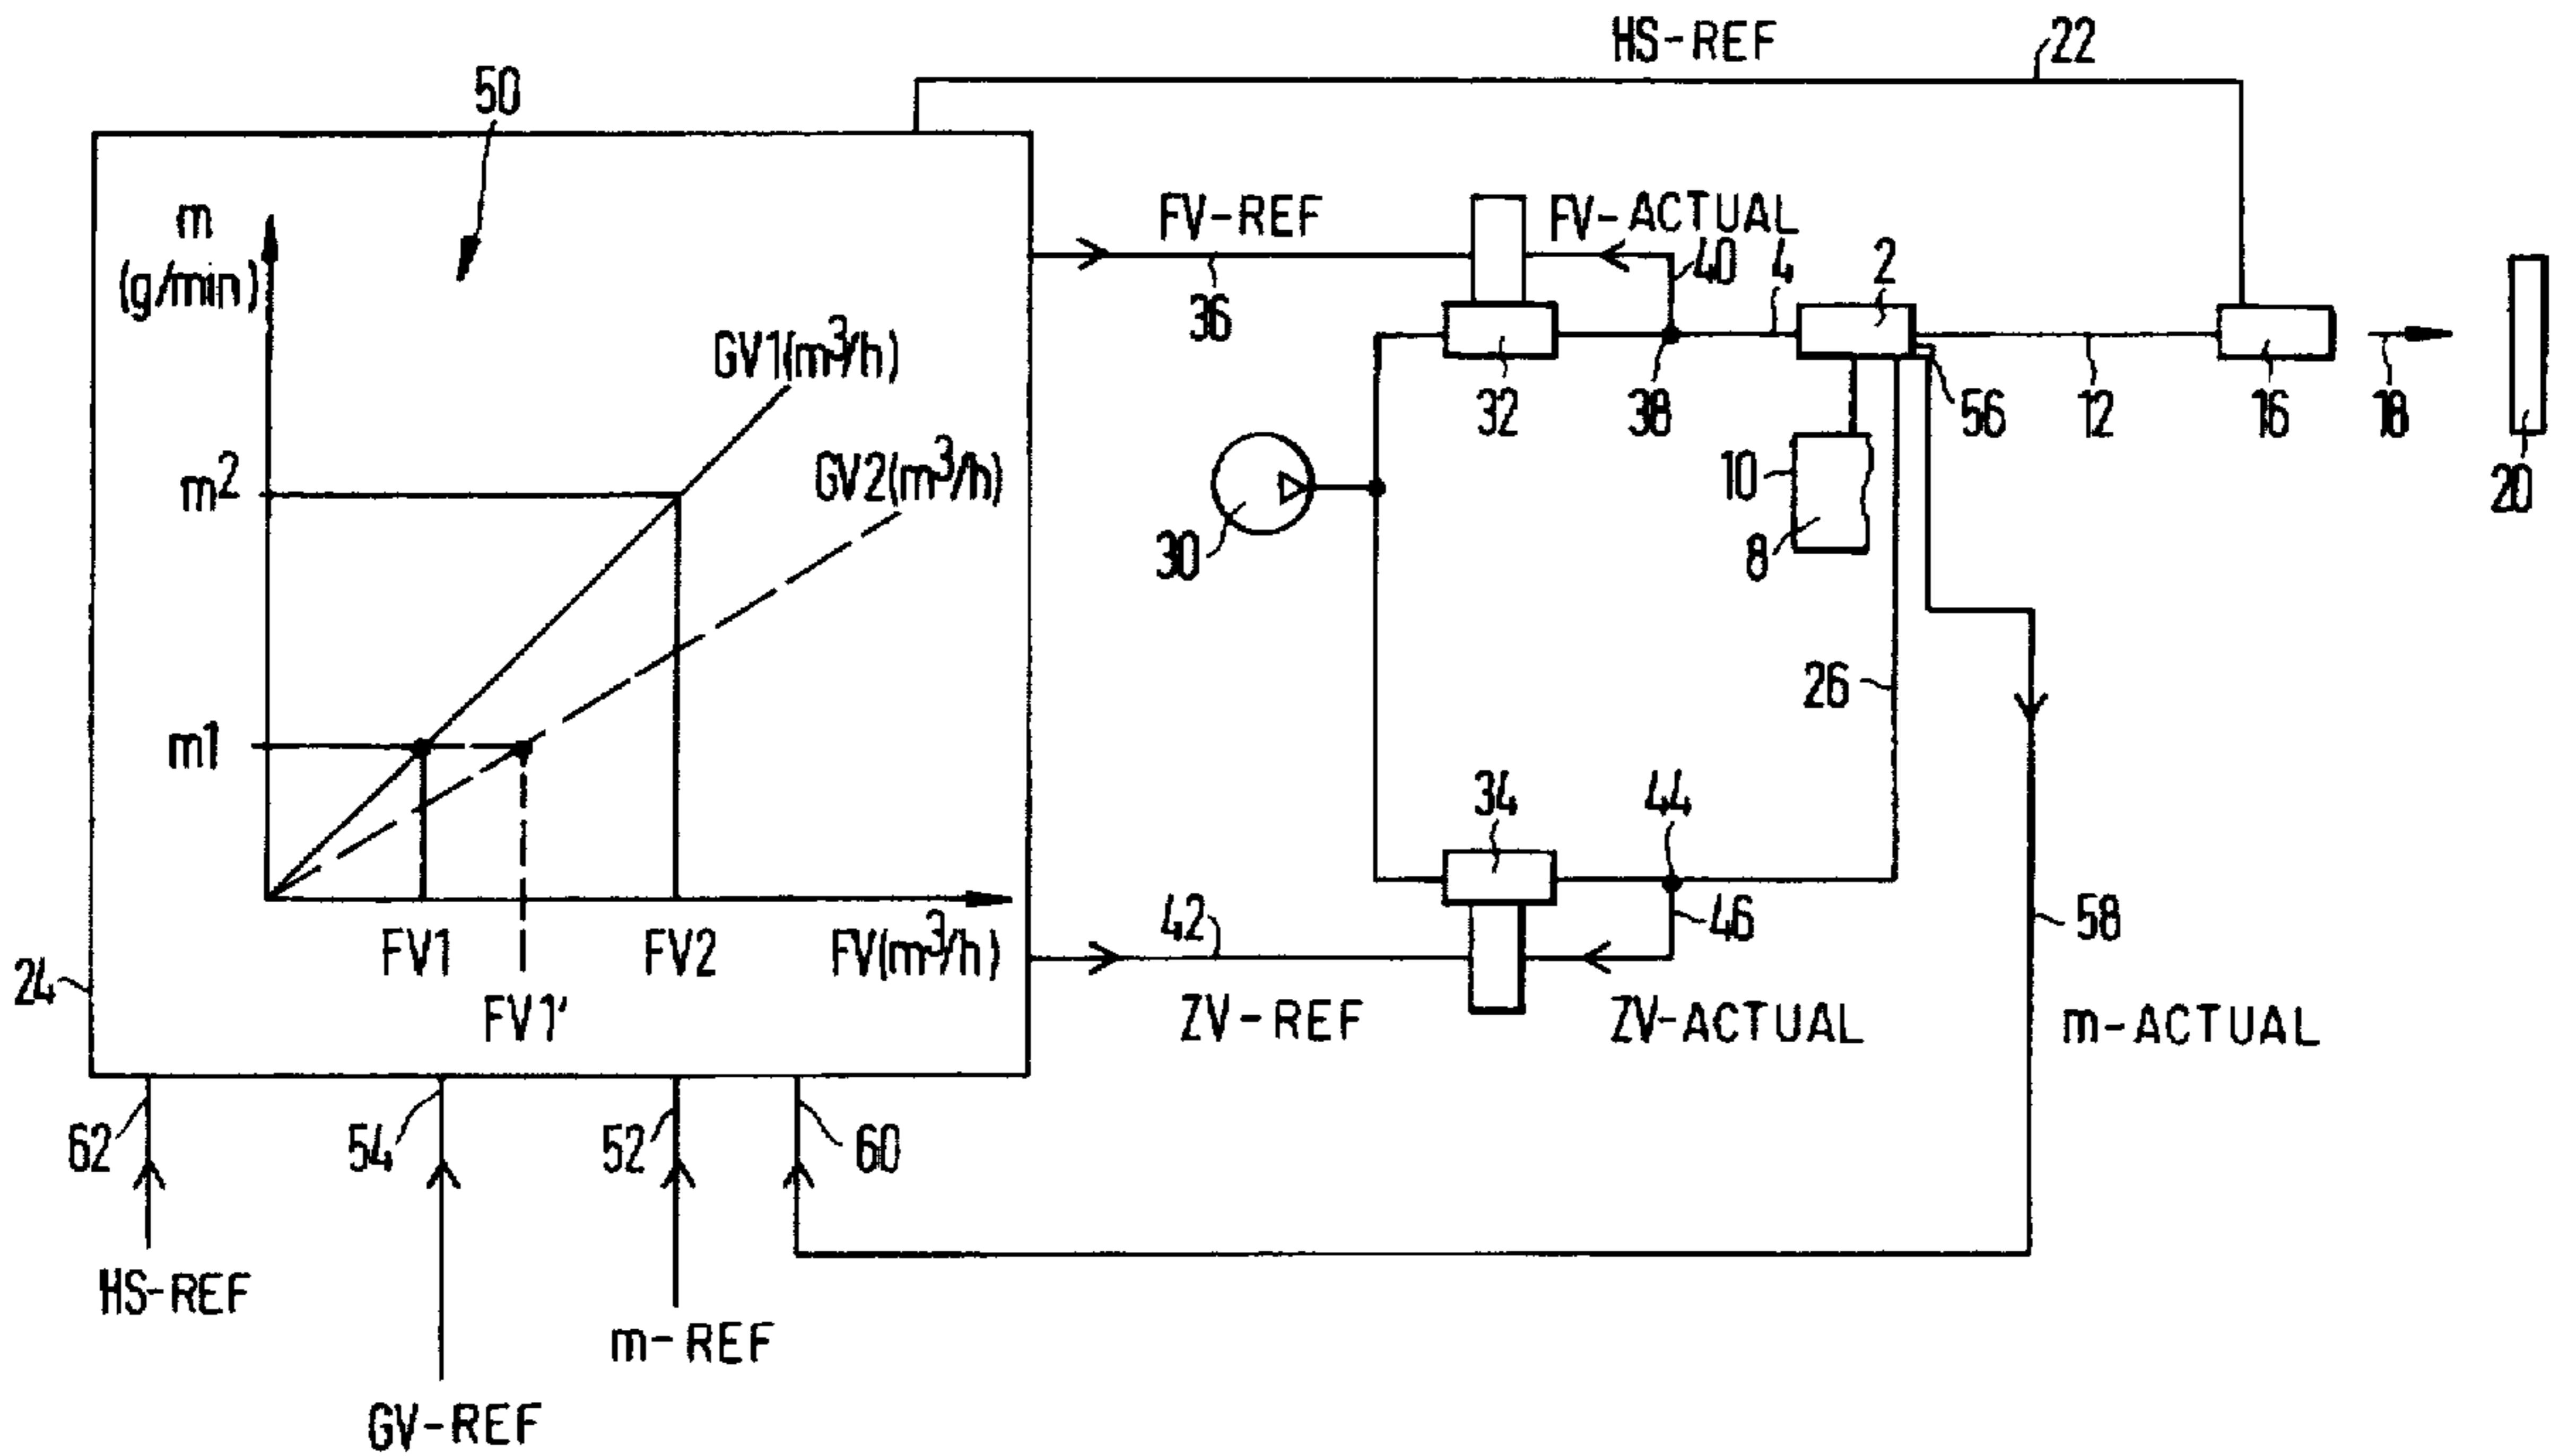 HS-REF
22
50
m
(g/min)
FV-REF
FV-ACTUAL
36
40
4
2
GV1(m³/h)
32
38
56
12
16
18
20
m2
GV2(m³/h)
30
10
8
26
m1
34
44
42
46
58
FV1
FV2
FV(m³/h)
24
FV1'
ZV-REF
ZV-ACTUAL
m-ACTUAL
62
54
52
60
HS-REF
m-REF
GV-REF